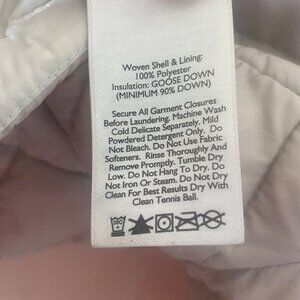 Woven Shell & Lining:
100% Polyester
Insulation: GOOSE DOWN
(MINIMUM 90% DOWN)
Secure All Garment Closures
Before Laundering. Machine Wash
Cold Delicate Separately. Mild
Powdered Detergent Only. Do
Not Bleach. Do Not Use Fabric
Softeners. Rinse Thoroughly And
Remove Promptly. Tumble Dry
Low. Do Not Hang To Dry. Do
Not Iron Or Steam. Do Not Dry
Clean For Best Results Dry With
Clean Tennis Ball.